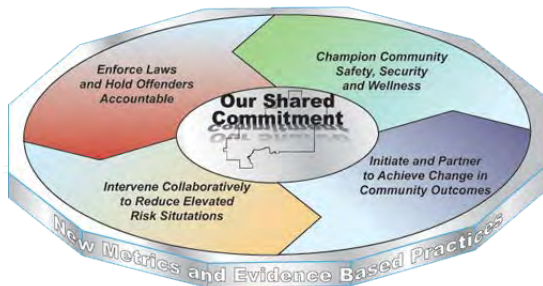 Enforce Laws
and Hold Offenders
Accountable
Champion Community
Safety, Security
and Wellness
Our Shared
Commitment
Intervene Collaboratively
to Reduce Elevated
Risk Situtations
Initiate and Partner
to Achieve Change in
Community Outcomes
New Metrics and Evidence Based Practices